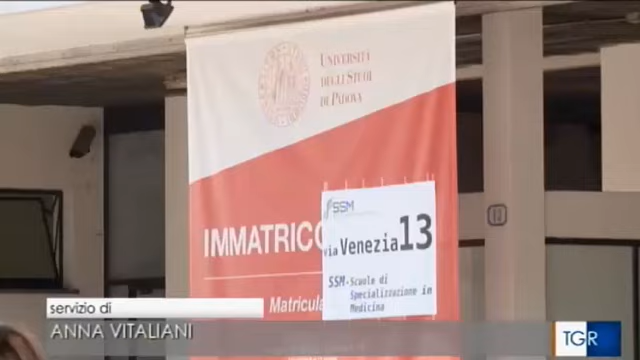 UNIVERSITÀ
DEGLI STUDI
DI PADOVA
IMMATRICO
Matricula
SSM
via Venezia 13
SSM-Scuole di
Specializzazione in
Medicina
servizio di
ANNA VITALIANI
TGR